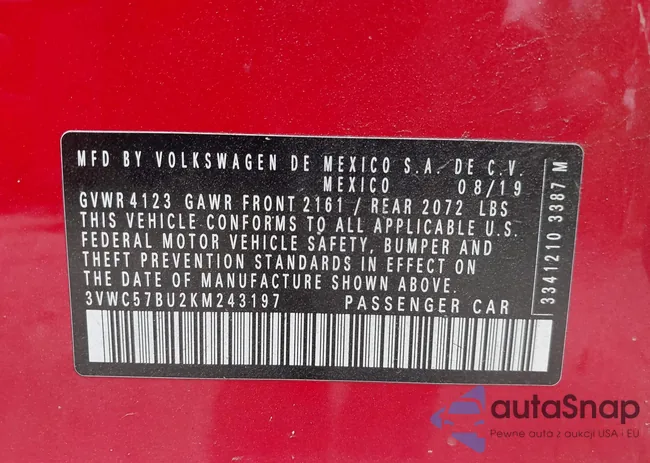 MFD BY VOLKSWAGEN DE MEXICO S.A. DE C.V.
MEXICO 08/19
GVWR 4123 GAWR FRONT 2161 / REAR 2072 LBS
THIS VEHICLE CONFORMS TO ALL APPLICABLE U.S.
FEDERAL MOTOR VEHICLE SAFETY, BUMPER AND
THEFT PREVENTION STANDARDS IN EFFECT ON
THE DATE OF MANUFACTURE SHOWN ABOVE.
3VWC57BU2KM243197 PASSENGER CAR
3341210 3387 M
autaSnap
Pewne auta z aukcji USA - EU